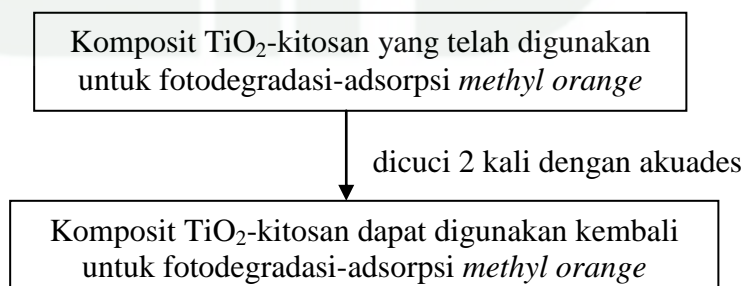 Komposit TiO₂-kitosan yang telah digunakan
untuk fotodegradasi-adsorpsi methyl orange
dicuci 2 kali dengan akuades
Komposit TiO₂-kitosan dapat digunakan kembali
untuk fotodegradasi-adsorpsi methyl orange